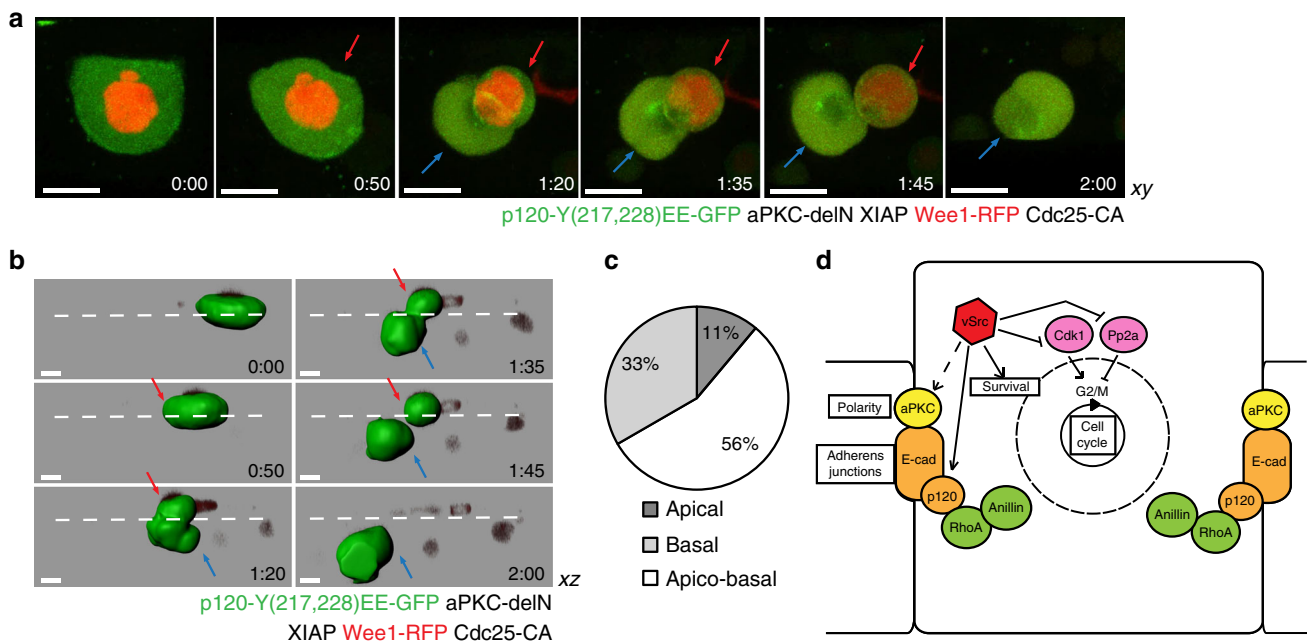 a
0:00
0:50
1:20
1:35
1:45
2:00
xy
p120-Y(217,228)EE-GFP aPKC-delN XIAP Wee1-RFP Cdc25-CA
b
0:00
1:35
0:50
1:45
1:20
2:00
xz
p120-Y(217,228)EE-GFP aPKC-delN
XIAP Wee1-RFP Cdc25-CA
c
11%
33%
56%
Apical
Basal
Apico-basal
d
vSrc
Cdk1
Pp2a
Survival
G2/M
Polarity
aPKC
aPKC
Cell
cycle
Adherens
junctions
E-cad
E-cad
p120
p120
Anillin
Anillin
RhoA
RhoA